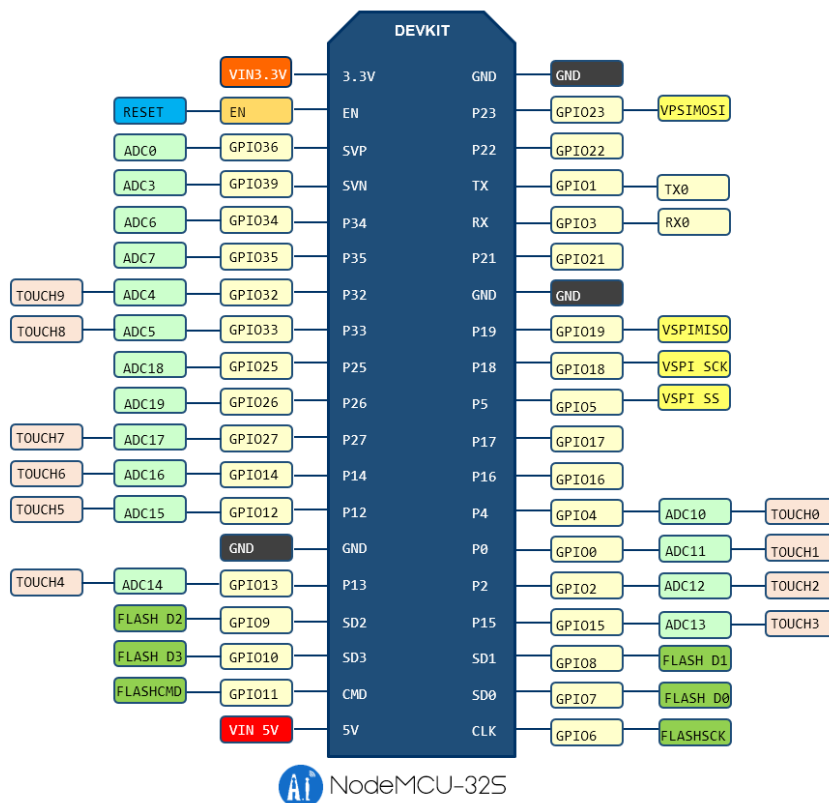 DEVKIT
VIN3.3V 3.3V GND GND
RESET EN EN P23 GPIO23 VPSIMOSI
ADC0 GPIO36 SVP P22 GPIO22
ADC3 GPIO39 SVN TX GPIO1 TX0
ADC6 GPIO34 P34 RX GPIO3 RX0
ADC7 GPIO35 P35 P21 GPIO21
TOUCH9 ADC4 GPIO32 P32 GND GND
TOUCH8 ADC5 GPIO33 P33 P19 GPIO19 VSPIMISO
ADC18 GPIO25 P25 P18 GPIO18 VSPI SCK
ADC19 GPIO26 P26 P5 GPIO5 VSPI SS
TOUCH7 ADC17 GPIO27 P27 P17 GPIO17
TOUCH6 ADC16 GPIO14 P14 P16 GPIO16
TOUCH5 ADC15 GPIO12 P12 P4 GPIO4 ADC10 TOUCH0
GND GND P0 GPIO0 ADC11 TOUCH1
TOUCH4 ADC14 GPIO13 P13 P2 GPIO2 ADC12 TOUCH2
FLASH D2 GPIO9 SD2 P15 GPIO15 ADC13 TOUCH3
FLASH D3 GPIO10 SD3 SD1 GPIO8 FLASH D1
FLASHCMD GPIO11 CMD SD0 GPIO7 FLASH D0
VIN 5V 5V CLK GPIO6 FLASHSCK
A.i NodeMCU-32S